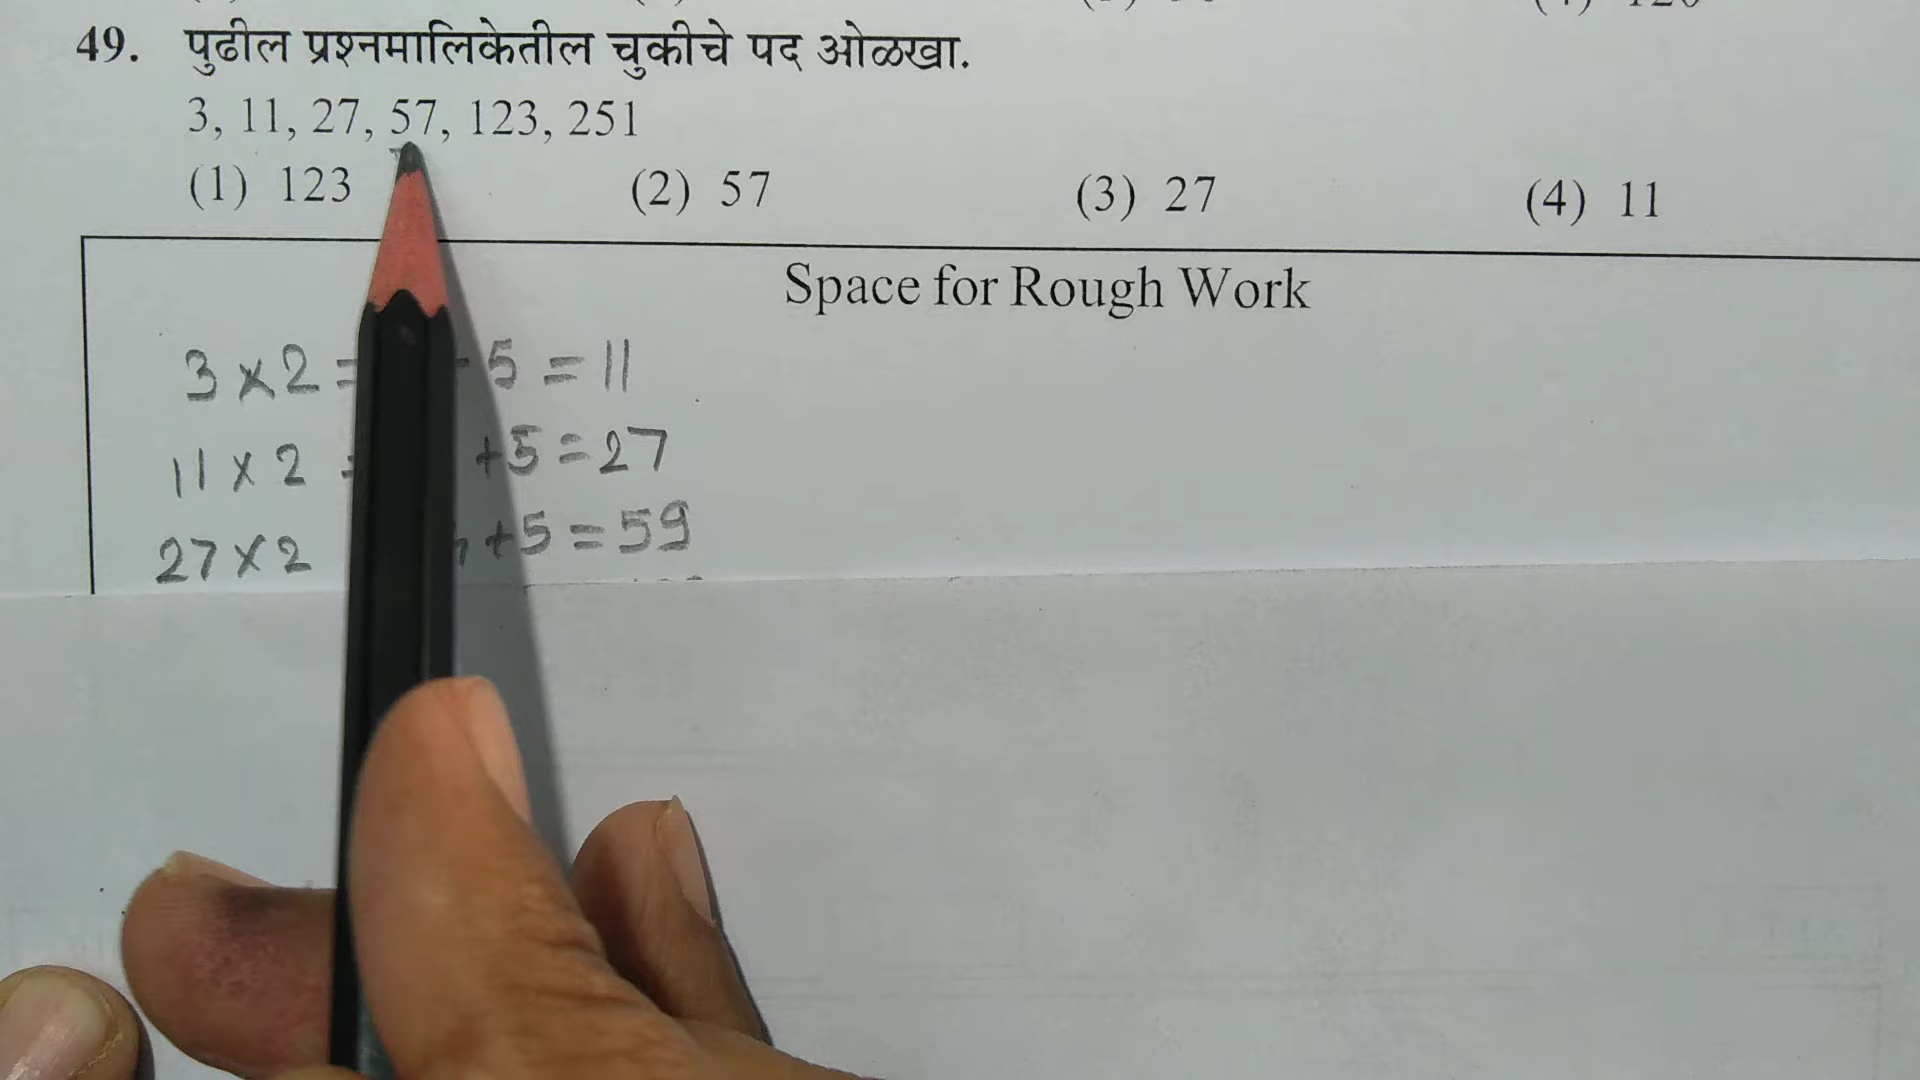 49. पुढील प्रश्नमालिकेतील चुकीचे पद ओळखा.
3, 11, 27, 57, 123, 251
(1) 123 (2) 57 (3) 27 (4) 11
Space for Rough Work
3 × 2 = 5 = 11
11 × 2 = +5 = 27
27 × 2 +5 = 59